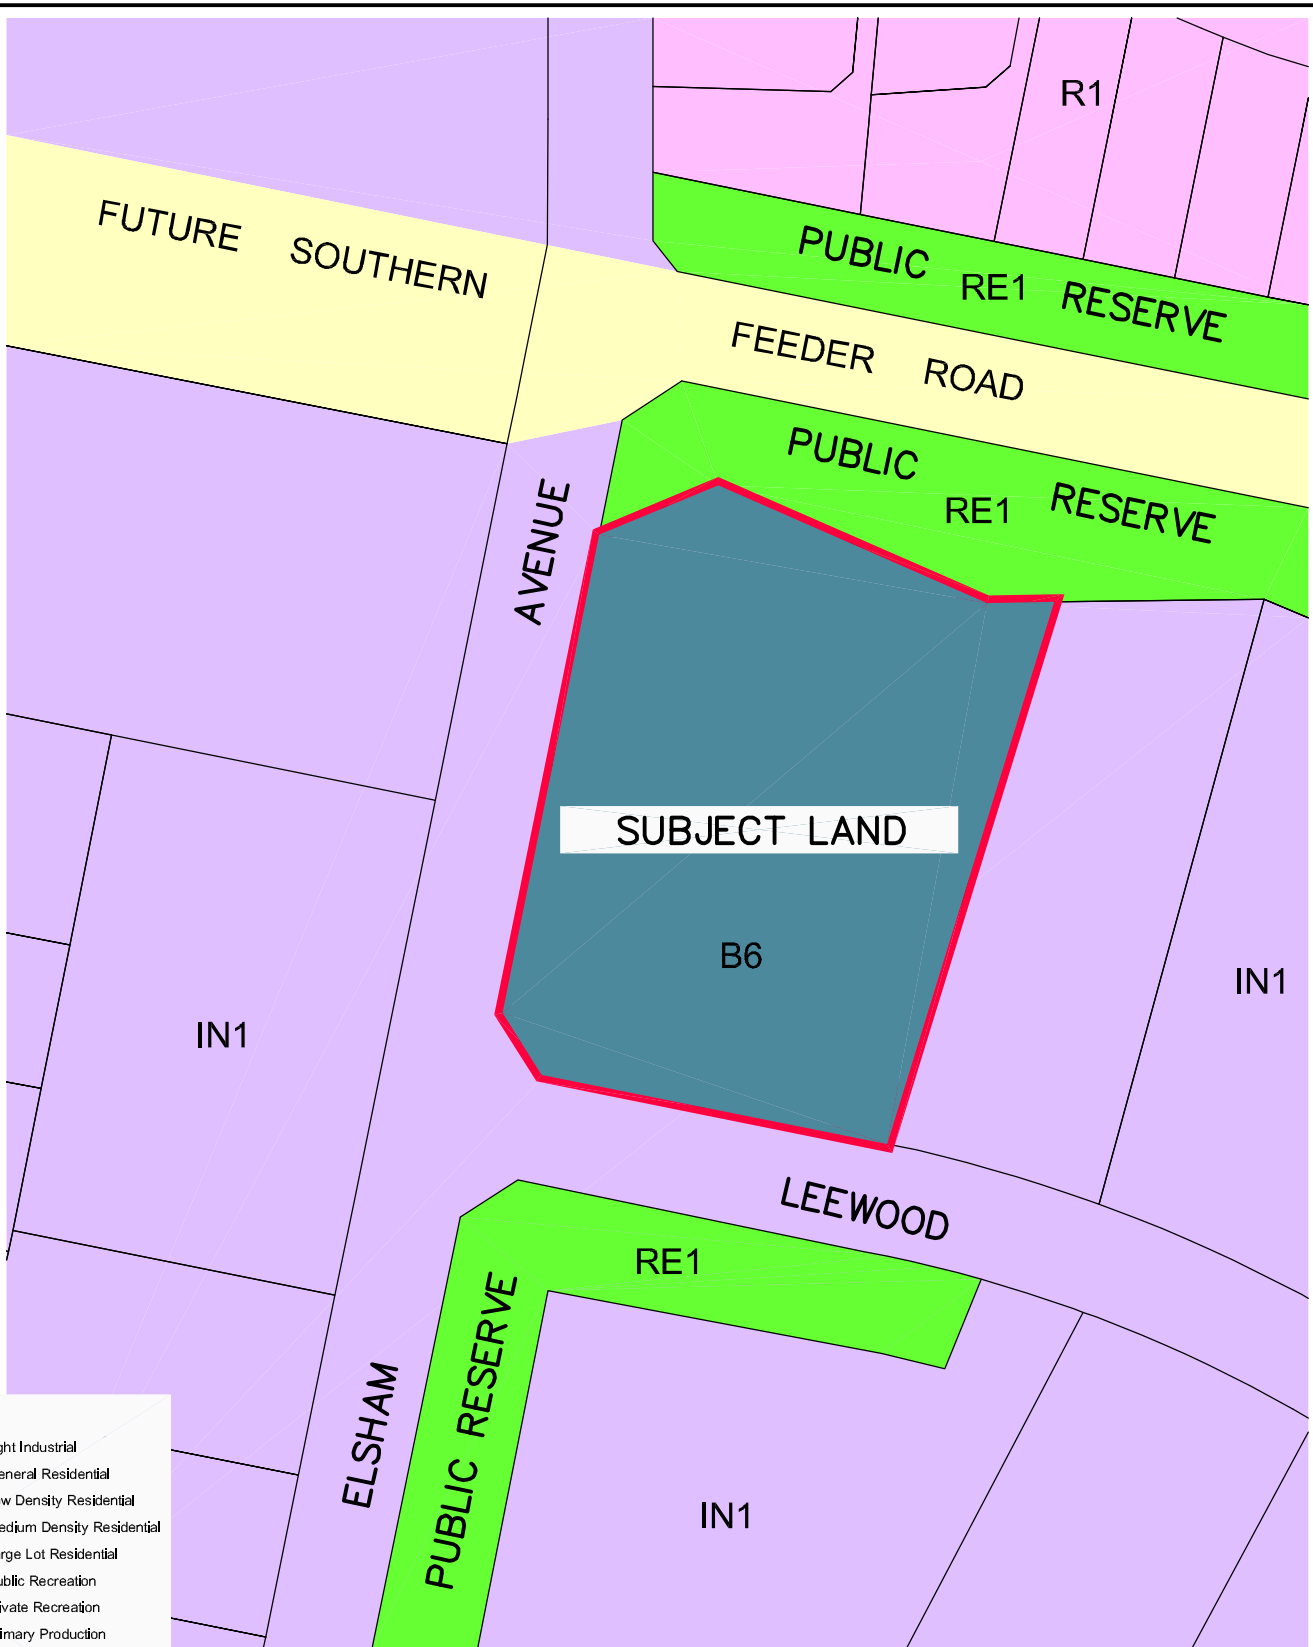 R1
FUTURE SOUTHERN
PUBLIC RE1 RESERVE
FEEDER ROAD
PUBLIC RE1 RESERVE
AVENUE
SUBJECT LAND
B6
IN1
IN1
LEEWOOD
RE1
PUBLIC RESERVE
ELSHAM
IN1
ght Industrial
eneral Residential
w Density Residential
edium Density Residential
rge Lot Residential
ublic Recreation
ivate Recreation
imary Production